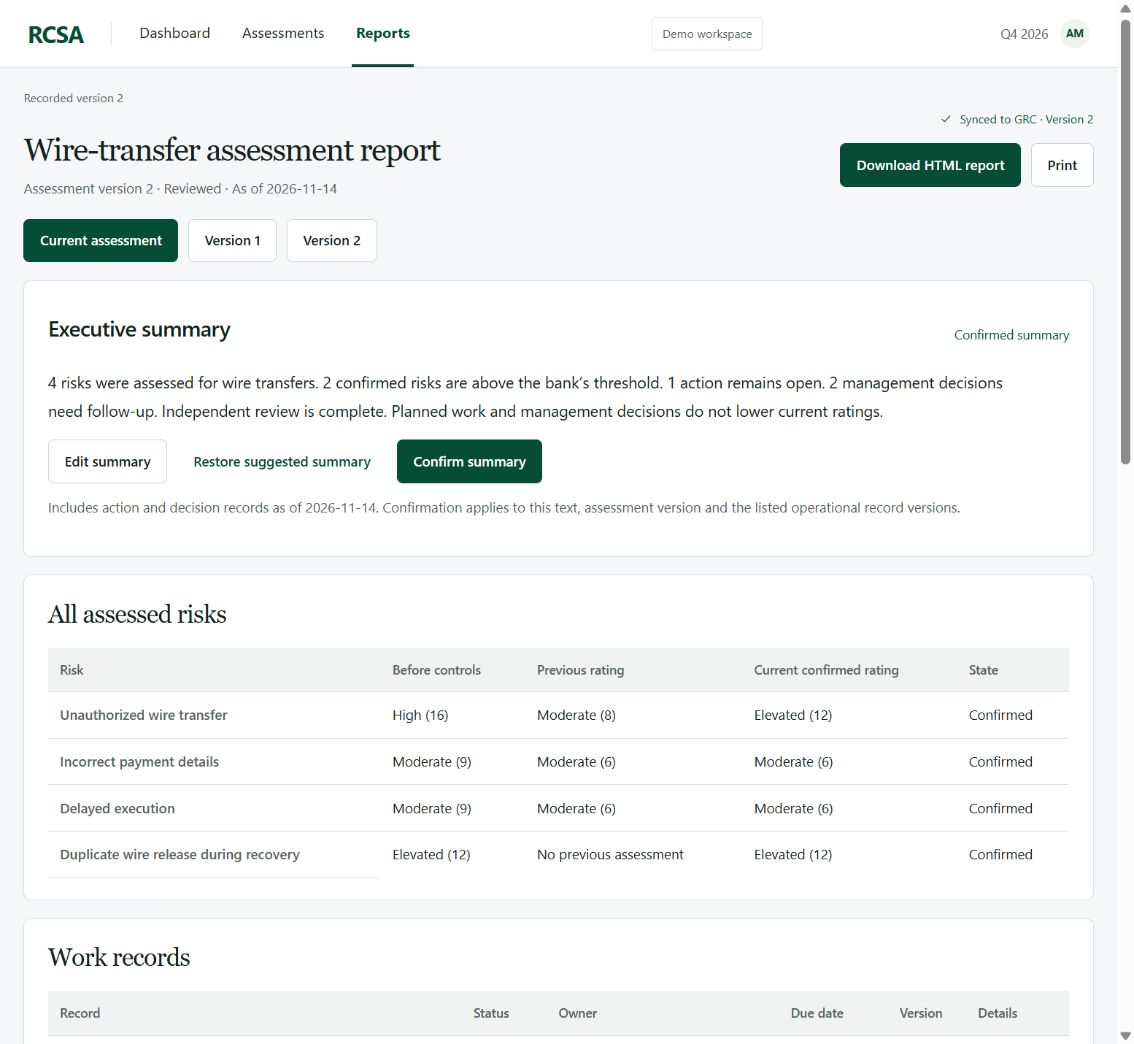 RCSA
Dashboard
Assessments
Reports
Demo workspace
Q4 2026
AM
Recorded version 2
Synced to GRC · Version 2
Wire-transfer assessment report
Download HTML report
Print
Assessment version 2 · Reviewed · As of 2026-11-14
Current assessment
Version 1
Version 2
Executive summary
Confirmed summary
4 risks were assessed for wire transfers. 2 confirmed risks are above the bank’s threshold. 1 action remains open. 2 management decisions
need follow-up. Independent review is complete. Planned work and management decisions do not lower current ratings.
Edit summary
Restore suggested summary
Confirm summary
Includes action and decision records as of 2026-11-14. Confirmation applies to this text, assessment version and the listed operational record versions.
All assessed risks
Risk Before controls Previous rating Current confirmed rating State
Unauthorized wire transfer High (16) Moderate (8) Elevated (12) Confirmed
Incorrect payment details Moderate (9) Moderate (6) Moderate (6) Confirmed
Delayed execution Moderate (9) Moderate (6) Moderate (6) Confirmed
Duplicate wire release during recovery Elevated (12) No previous assessment Elevated (12) Confirmed
Work records
Record Status Owner Due date Version Details